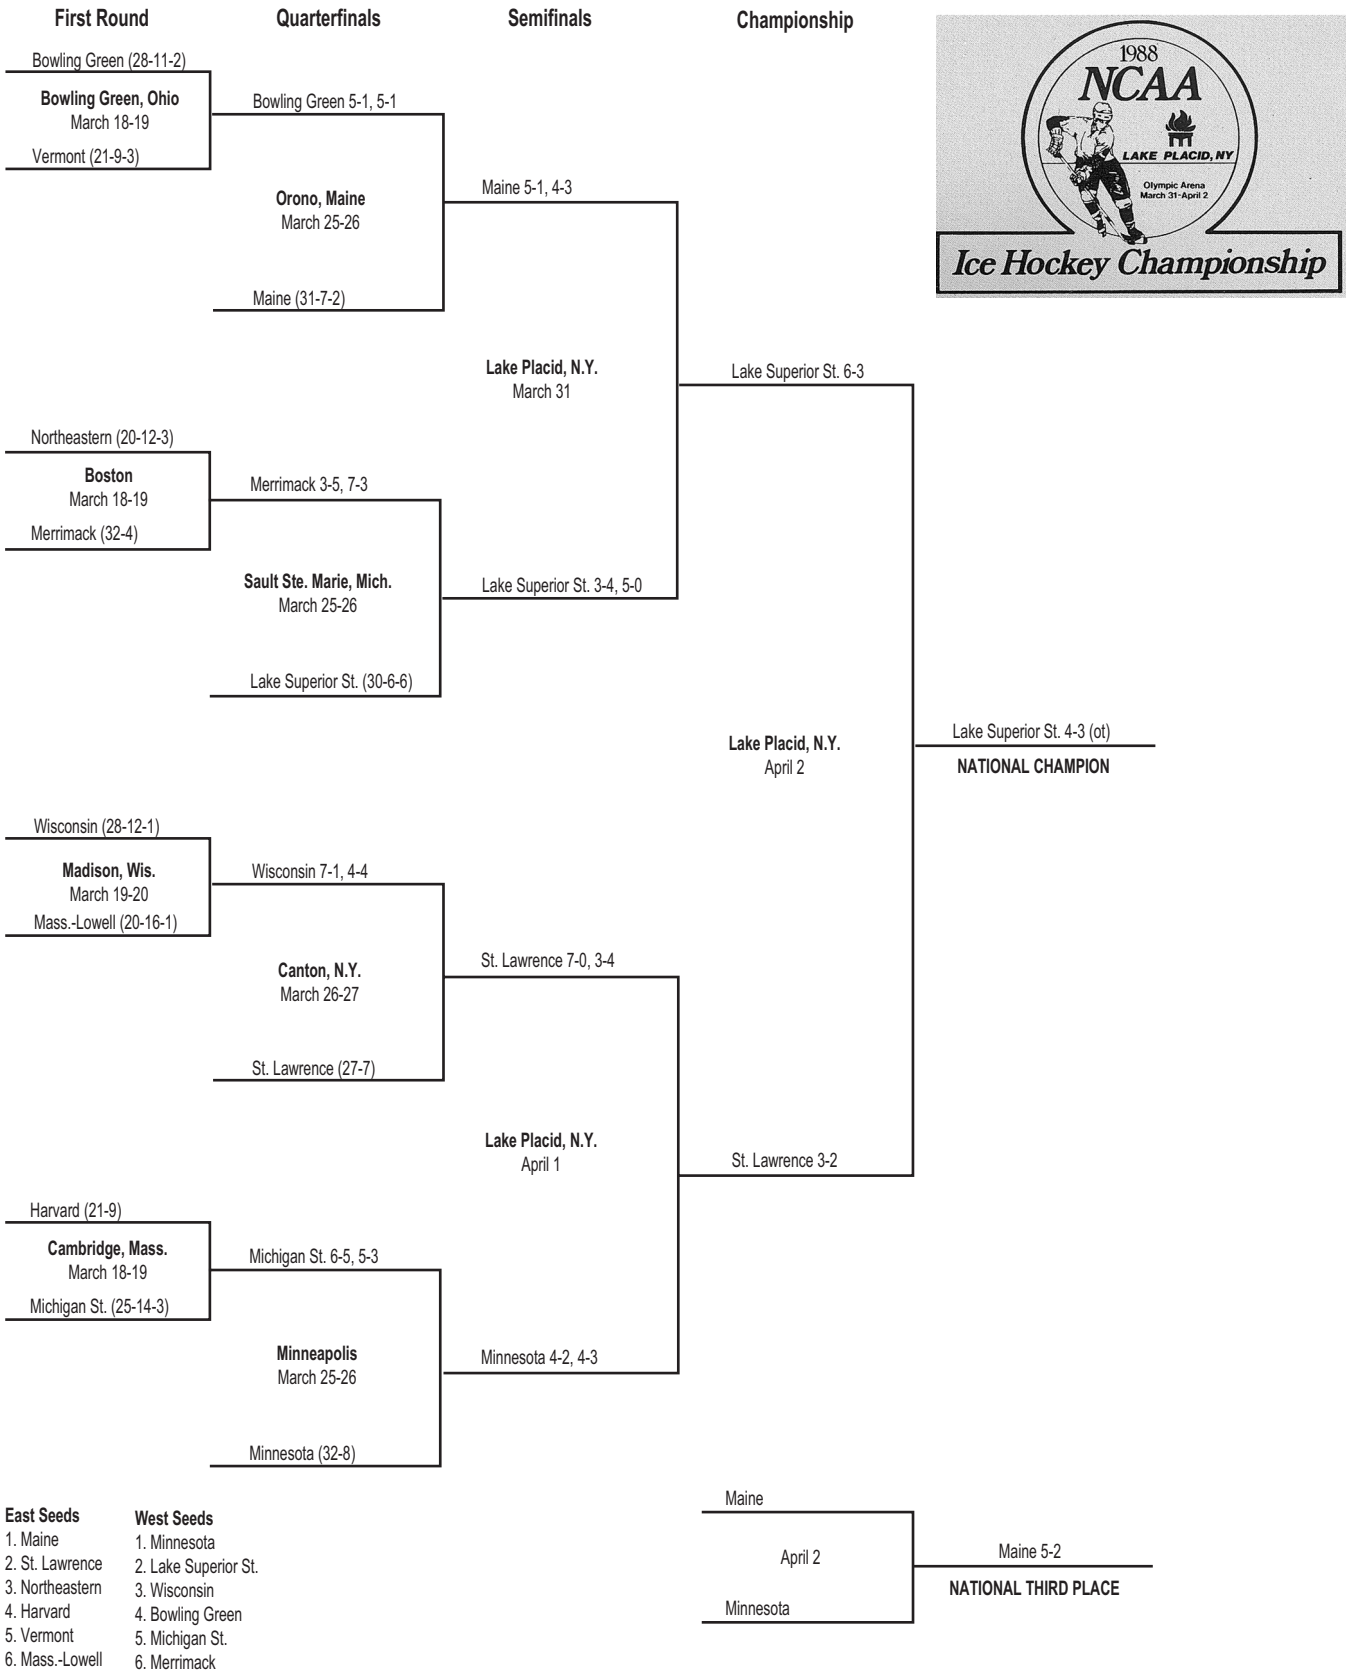 First Round
Quarterfinals
Semifinals
Championship
1988
NCAA
LAKE PLACID, NY
Olympic Arena
March 31-April 2
Ice Hockey Championship
Bowling Green (28-11-2)
Bowling Green, Ohio
March 18-19
Vermont (21-9-3)
Bowling Green 5-1, 5-1
Orono, Maine
March 25-26
Maine (31-7-2)
Maine 5-1, 4-3
Lake Placid, N.Y.
March 31
Lake Superior St. 6-3
Northeastern (20-12-3)
Boston
March 18-19
Merrimack (32-4)
Merrimack 3-5, 7-3
Sault Ste. Marie, Mich.
March 25-26
Lake Superior St. (30-6-6)
Lake Superior St. 3-4, 5-0
Lake Placid, N.Y.
April 2
Lake Superior St. 4-3 (ot)
NATIONAL CHAMPION
Wisconsin (28-12-1)
Madison, Wis.
March 19-20
Mass.-Lowell (20-16-1)
Wisconsin 7-1, 4-4
Canton, N.Y.
March 26-27
St. Lawrence (27-7)
St. Lawrence 7-0, 3-4
Lake Placid, N.Y.
April 1
St. Lawrence 3-2
Harvard (21-9)
Cambridge, Mass.
March 18-19
Michigan St. (25-14-3)
Michigan St. 6-5, 5-3
Minneapolis
March 25-26
Minnesota (32-8)
Minnesota 4-2, 4-3
East Seeds
1. Maine
2. St. Lawrence
3. Northeastern
4. Harvard
5. Vermont
6. Mass.-Lowell
West Seeds
1. Minnesota
2. Lake Superior St.
3. Wisconsin
4. Bowling Green
5. Michigan St.
6. Merrimack
Maine
April 2
Minnesota
Maine 5-2
NATIONAL THIRD PLACE